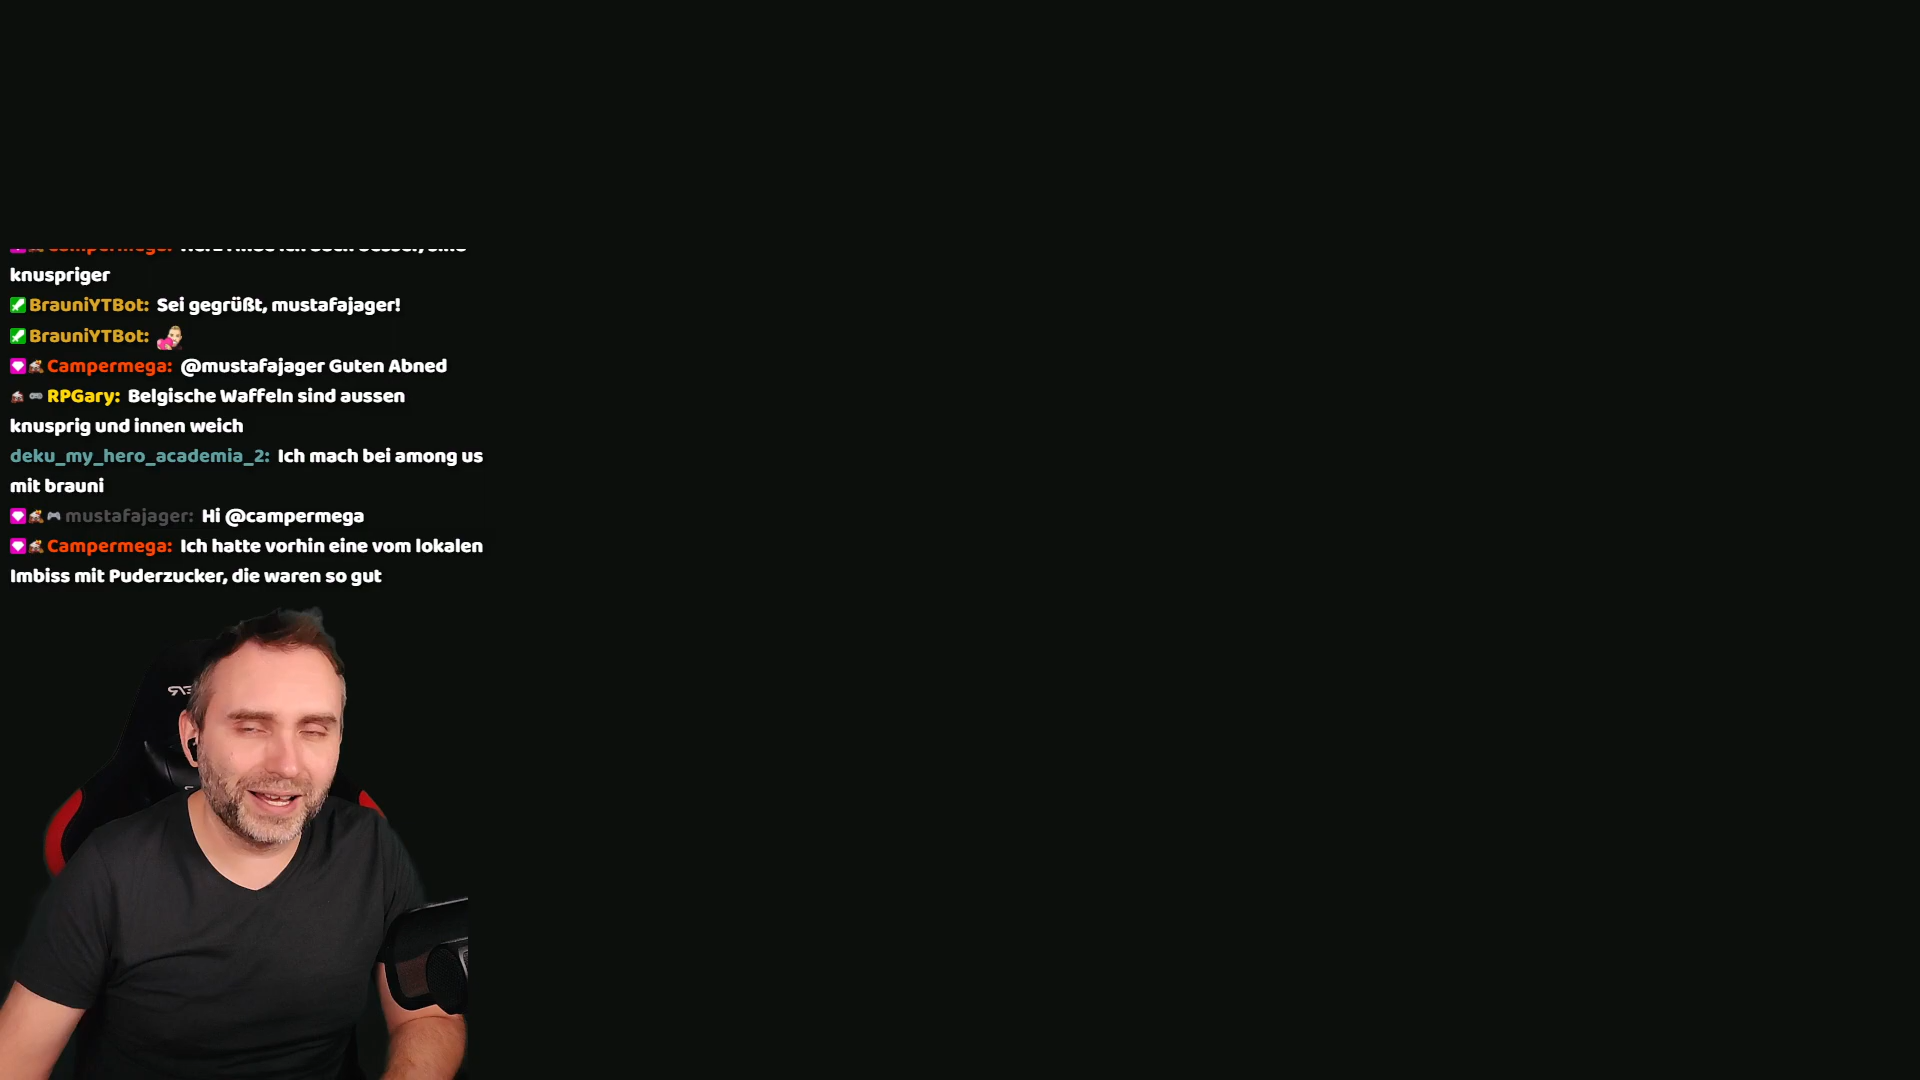 Campermega:
knuspriger
BrauniYTBot: Sei gegrüßt, mustafajager!
BrauniYTBot:
Campermega: @mustafajager Guten Abned
RPGary: Belgische Waffeln sind aussen
knusprig und innen weich
deku_my_hero_academia_2: Ich mach bei among us
mit brauni
mustafajager: Hi @campermega
Campermega: Ich hatte vorhin eine vom lokalen
Imbiss mit Puderzucker, die waren so gut